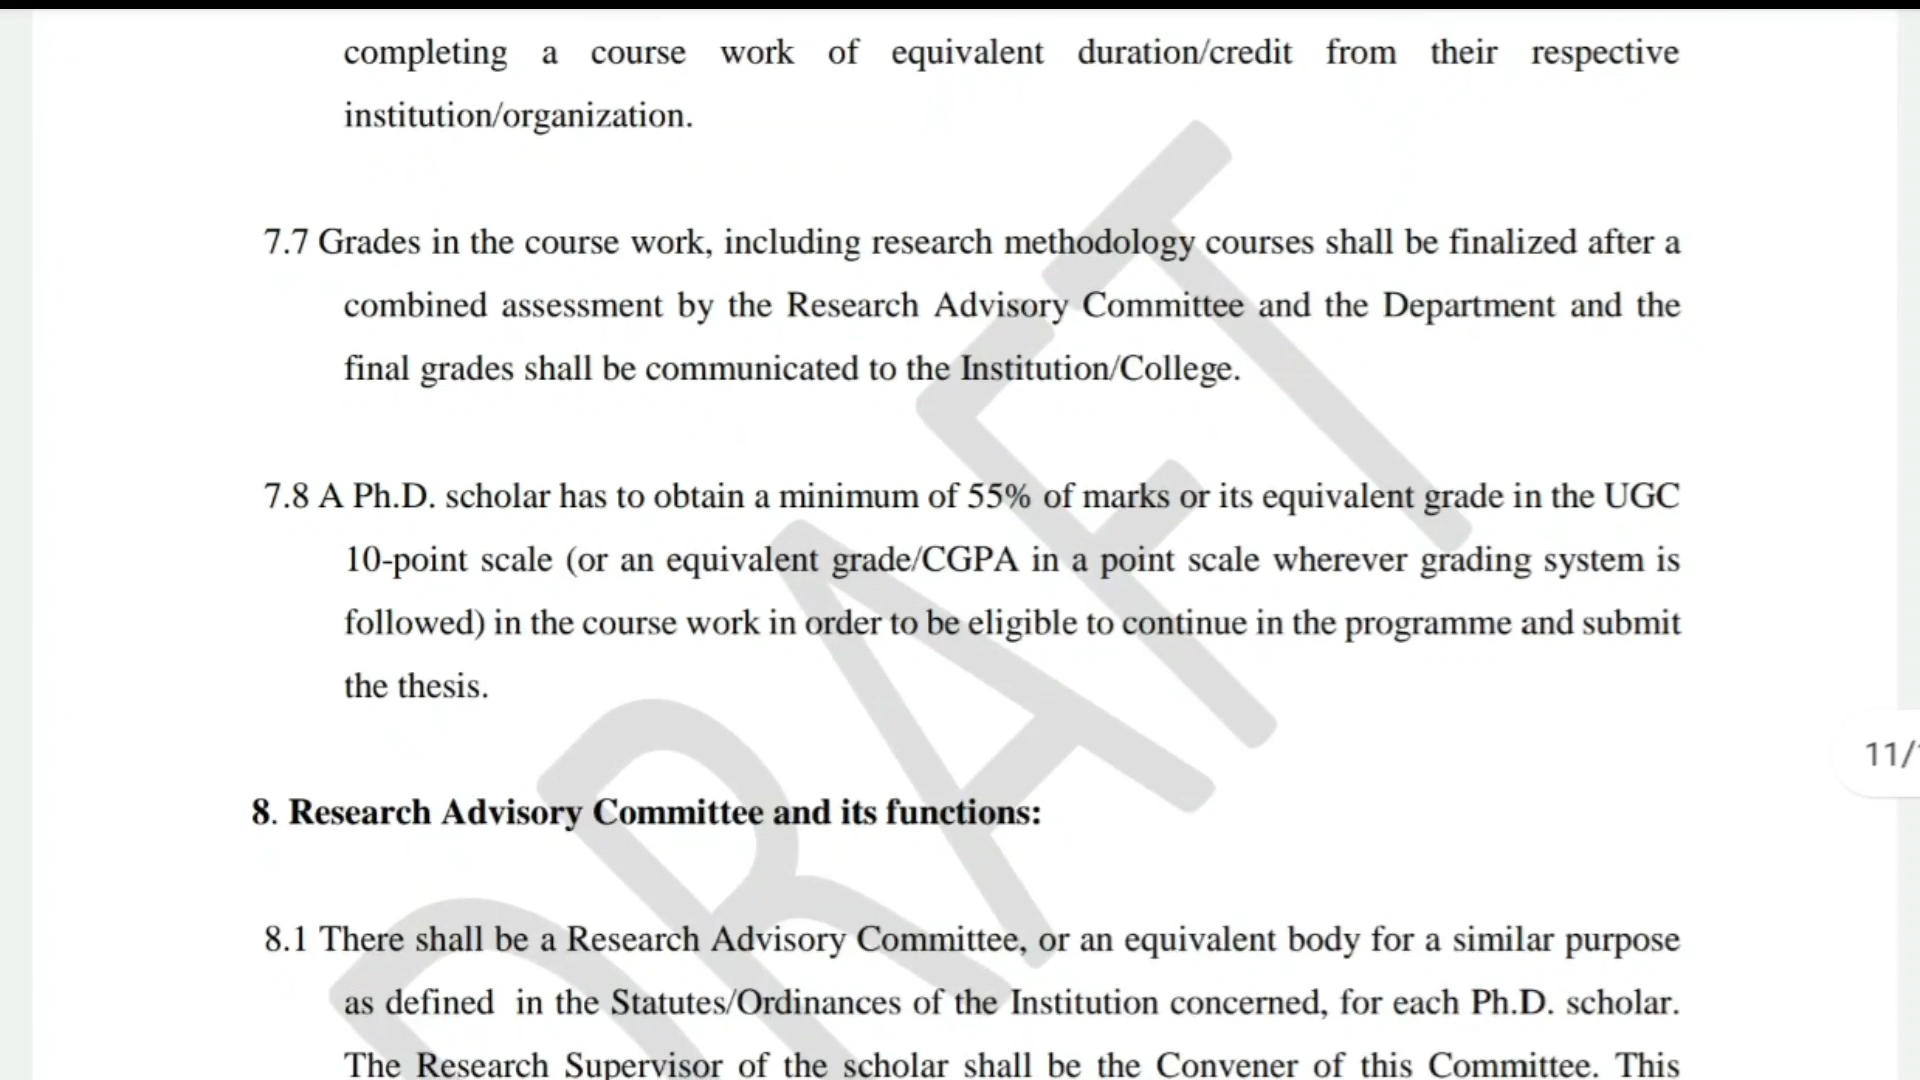 completing a course work of equivalent duration/credit from their respective
institution/organization.
7.7 Grades in the course work, including research methodology courses shall be finalized after a
combined assessment by the Research Advisory Committee and the Department and the
final grades shall be communicated to the Institution/College.
7.8 A Ph.D. scholar has to obtain a minimum of 55% of marks or its equivalent grade in the UGC
10-point scale (or an equivalent grade/CGPA in a point scale wherever grading system is
followed) in the course work in order to be eligible to continue in the programme and submit
the thesis.
8. Research Advisory Committee and its functions:
8.1 There shall be a Research Advisory Committee, or an equivalent body for a similar purpose
as defined in the Statutes/Ordinances of the Institution concerned, for each Ph.D. scholar.
The Research Supervisor of the scholar shall be the Convener of this Committee. This
DRAFT
11/